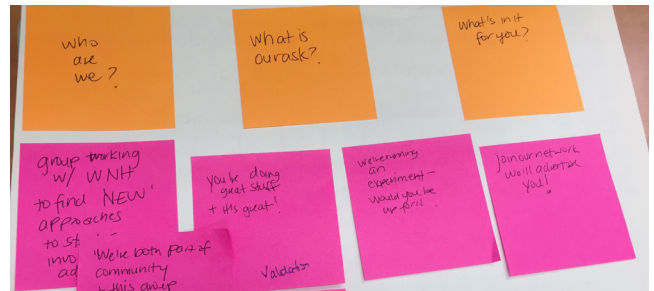 who
are
we?
What is
our ask?
What's in it
for you?
group working
w/ WNH
to find NEW
approaches
to
"We're both part of
community
+ this group
you're doing
great stuff
+ it's great!
Validation
We're running
an
experiment –
would you be
up for it.
join our network
we'll advertise
you!